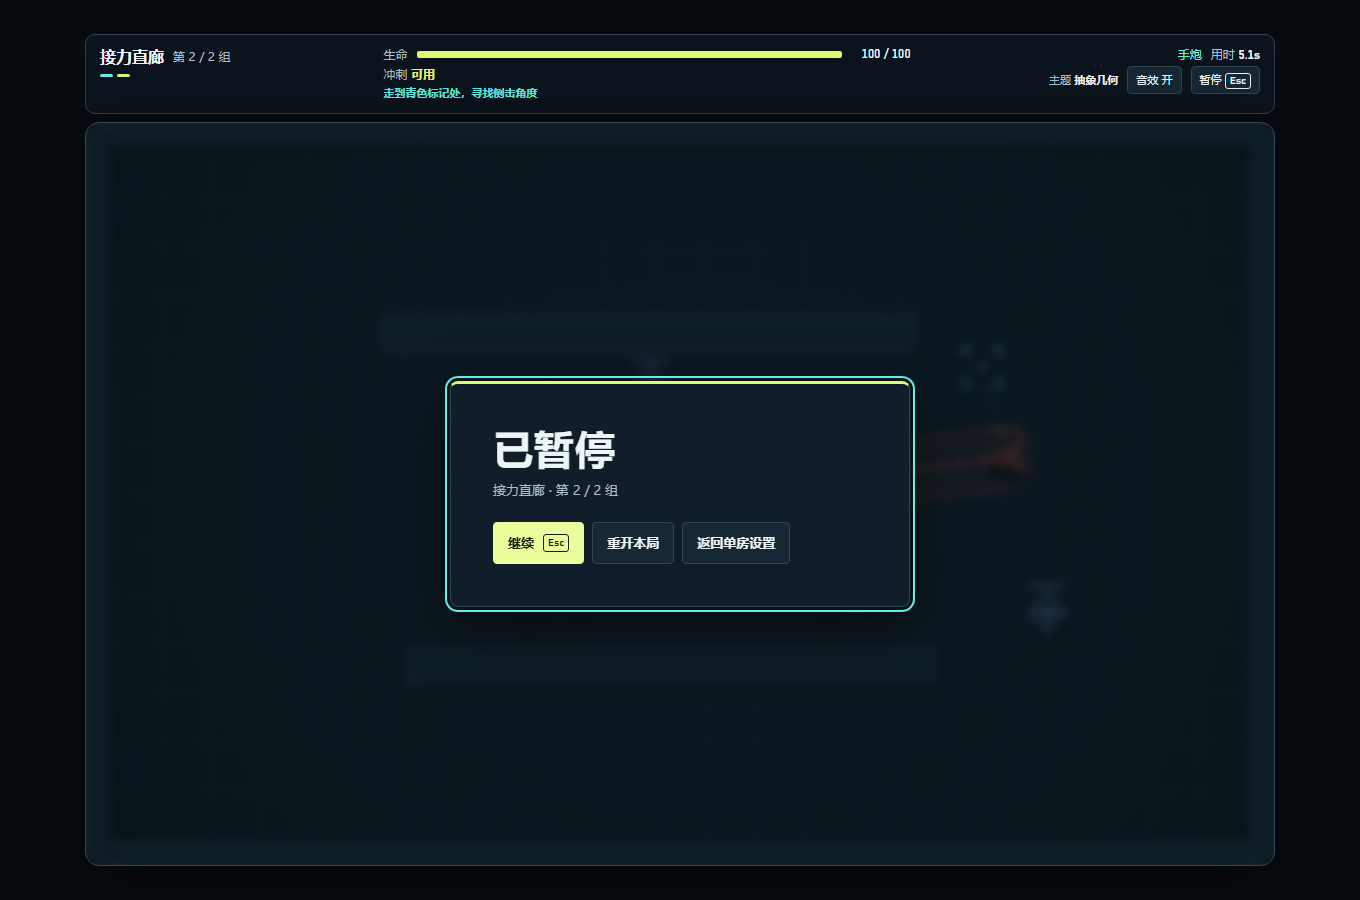 接力直廊 第 2 / 2 组
生命 100 / 100
冲刺 可用
走到青色标记处，寻找侧击角度
手炮 用时 5.1s
主题 抽象几何 音效 开 暂停 Esc
已暂停
接力直廊 · 第 2 / 2 组
继续 Esc 重开本局 返回单房设置